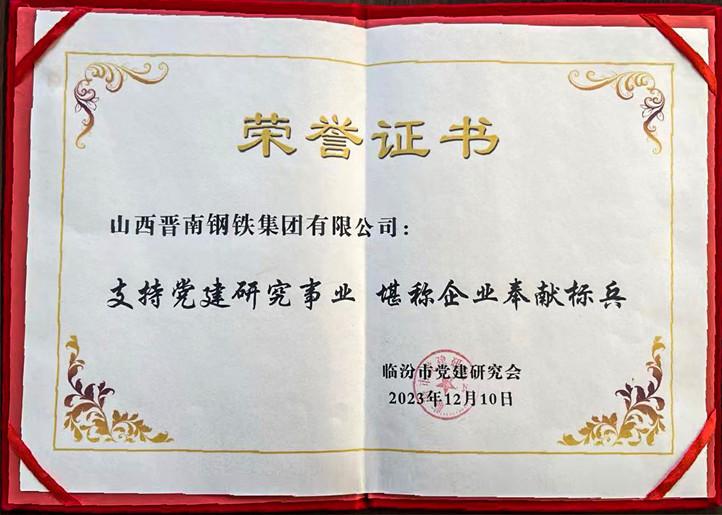 荣誉证书
山西晋南钢铁集团有限公司：
支持党建研究事业 堪称企业奉献标兵
临汾市党建研究会
2023年12月10日